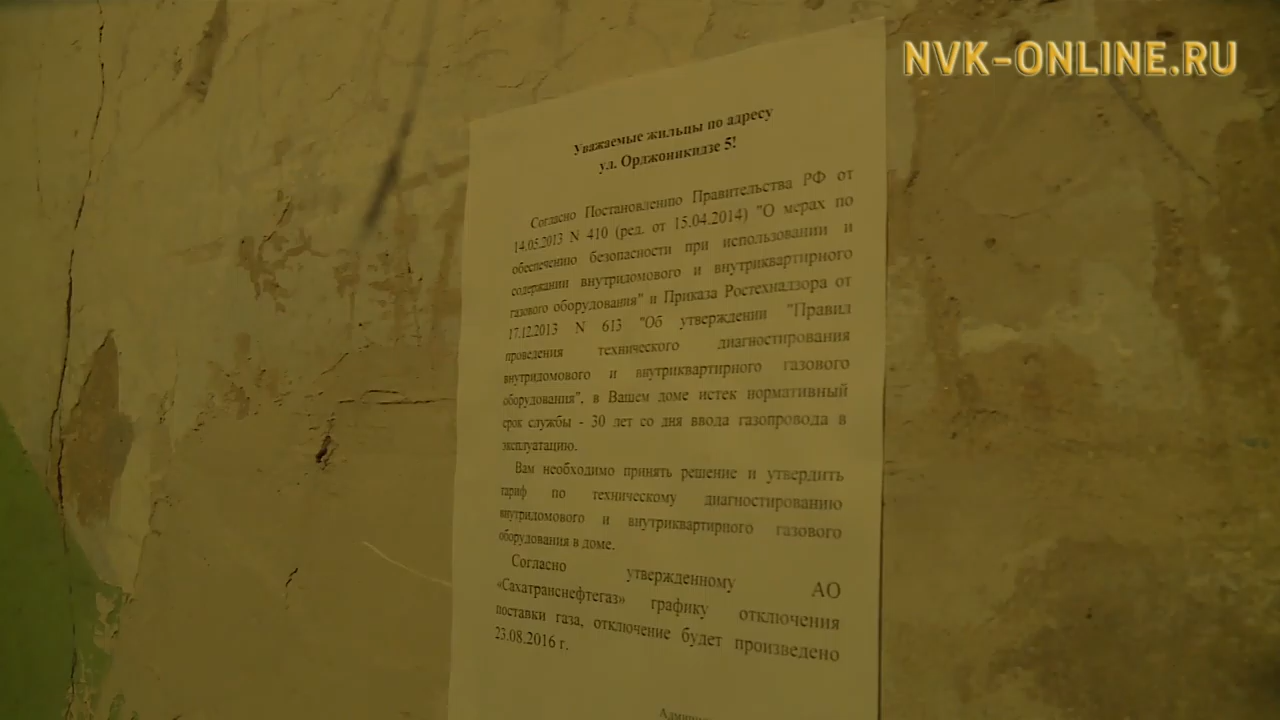 NVK-ONLINE.RU
Уважаемые жильцы по адресу
ул. Орджоникидзе 5!
Согласно Постановлению Правительства РФ от
14.05.2013 N 410 (ред. от 15.04.2014) "О мерах по
обеспечению безопасности при использовании и
содержании внутридомового и внутриквартирного
газового оборудования" и Приказа Ростехнадзора от
17.12.2013 N 613 "Об утверждении "Правил
проведения технического диагностирования
внутридомового и внутриквартирного газового
оборудования", в Вашем доме истек нормативный
срок службы - 30 лет со дня ввода газопровода в
эксплуатацию.
Вам необходимо принять решение и утвердить
тариф по техническому диагностированию
внутридомового и внутриквартирного газового
оборудования в доме.
Согласно утвержденному АО
«Сахатранснефтегаз» графику отключения
поставки газа, отключение будет произведено
23.08.2016 г.